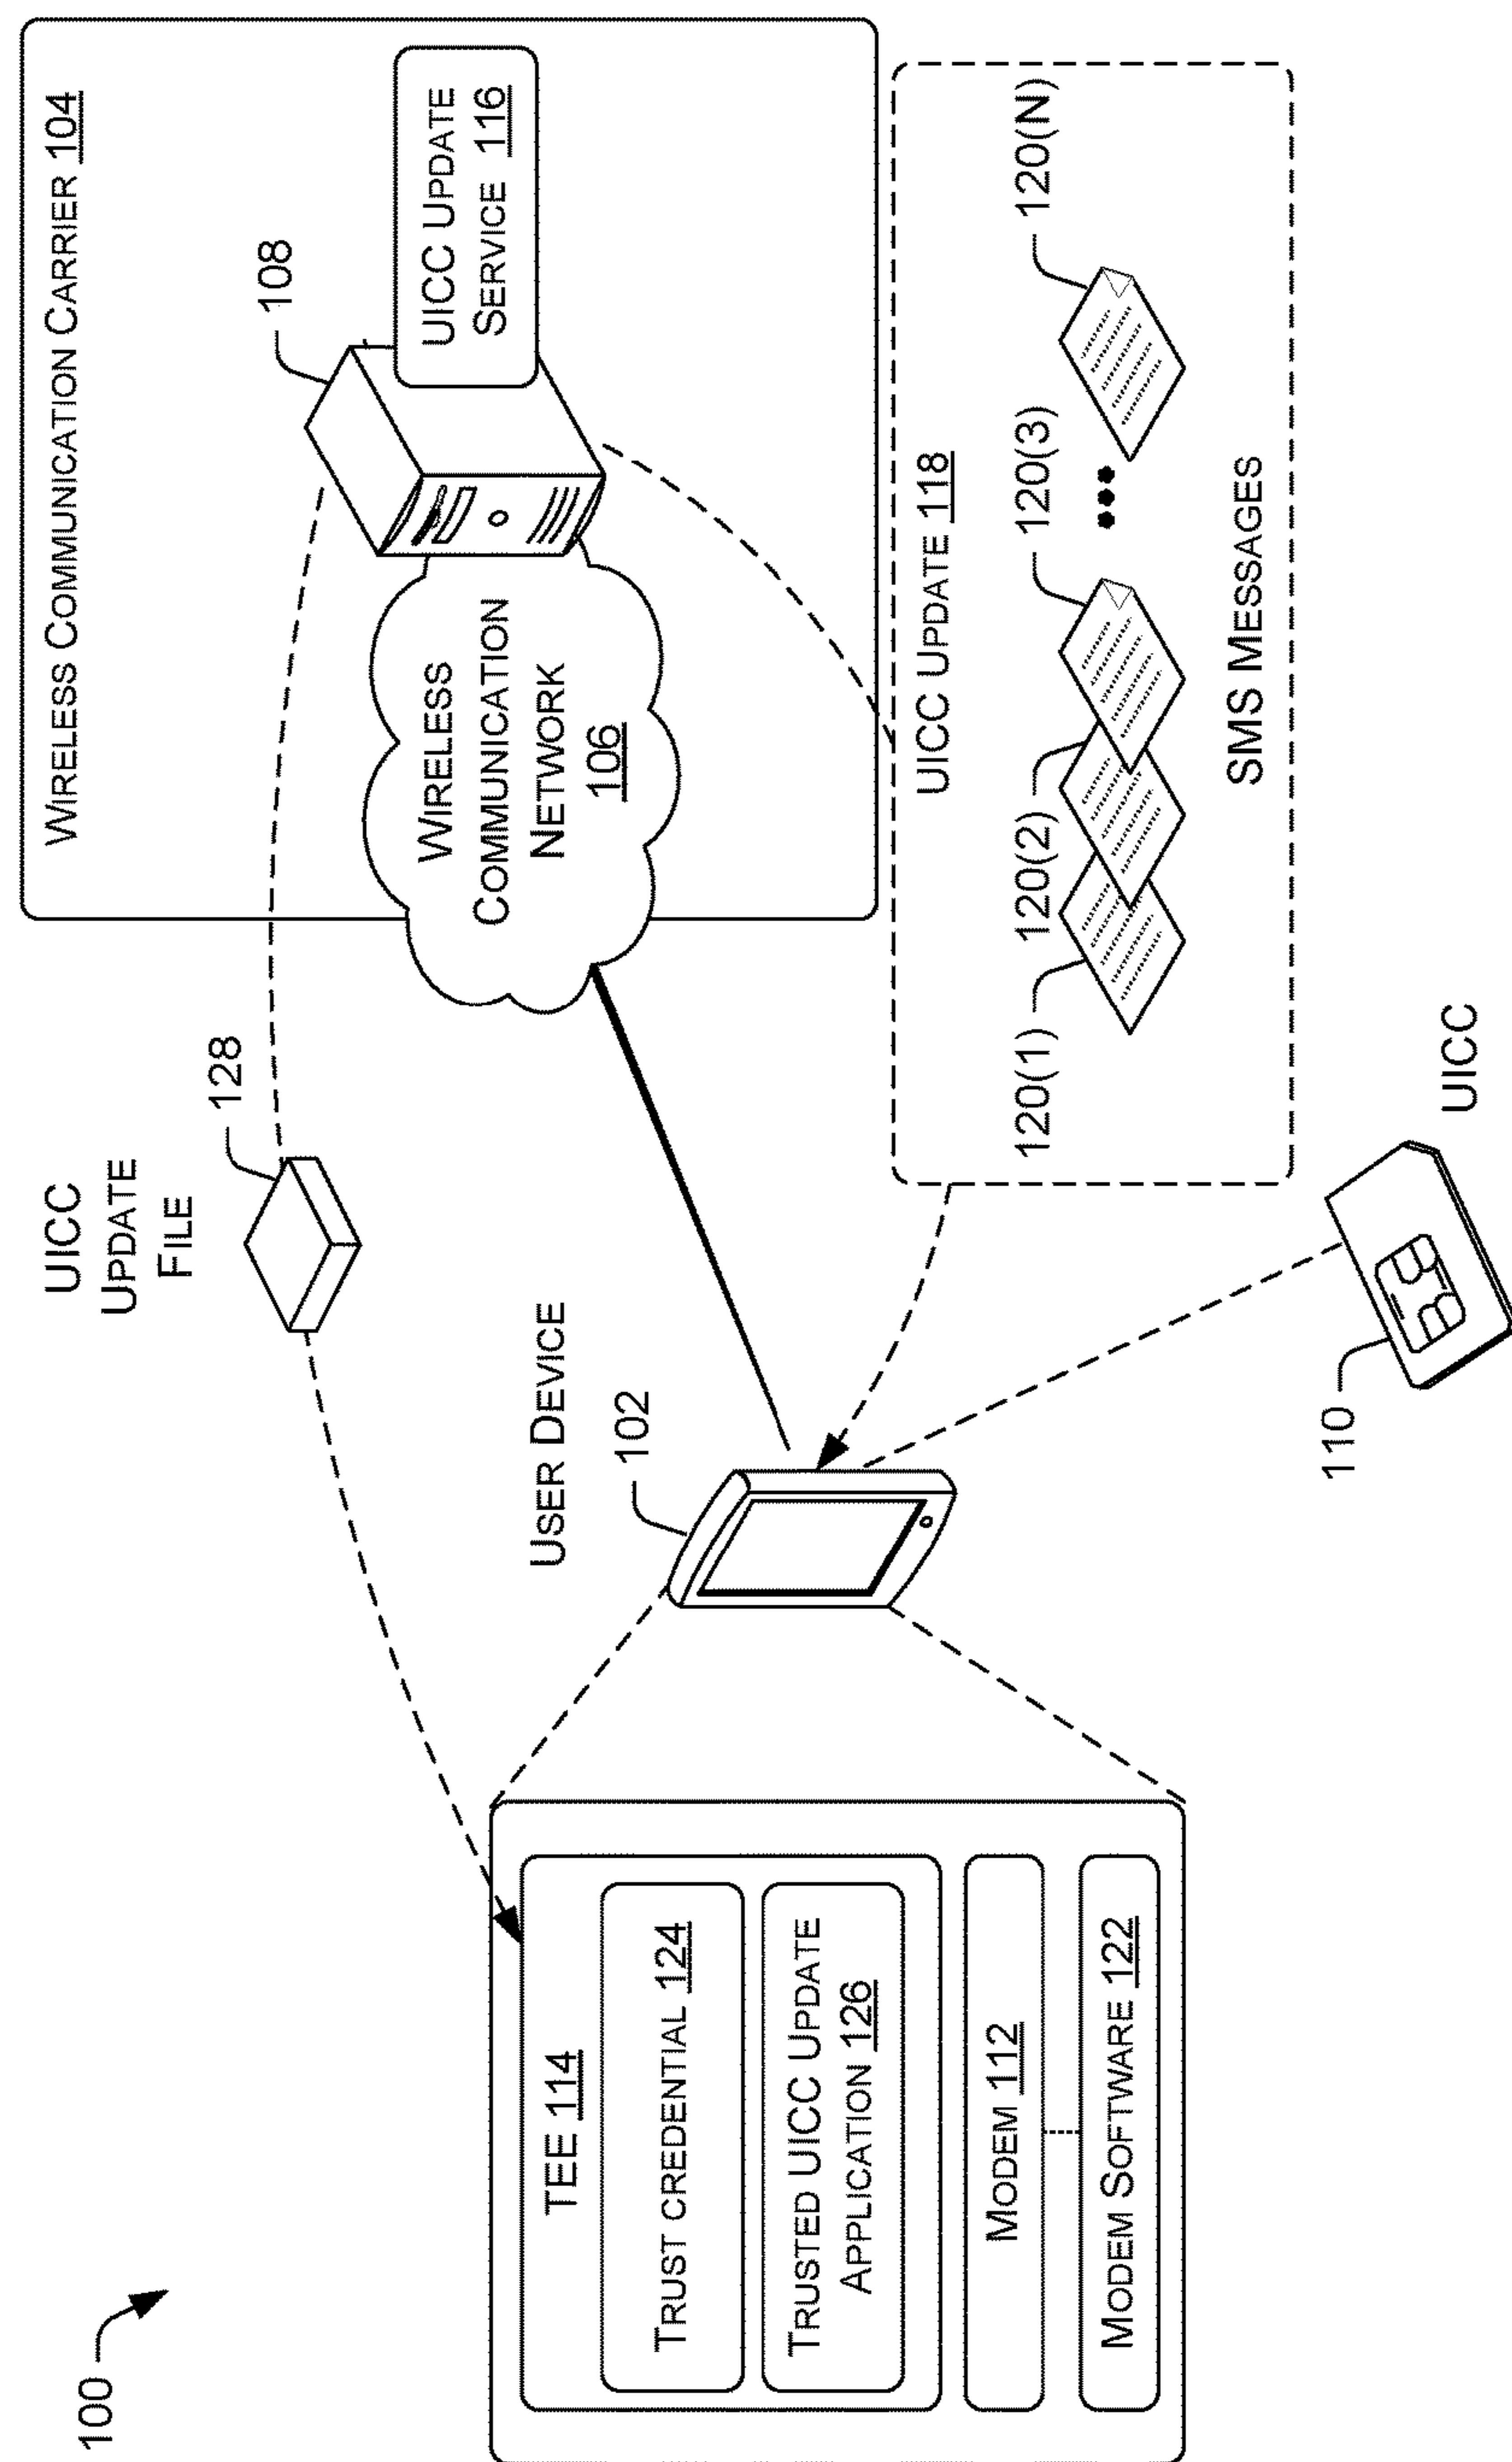 100
UICC
UPDATE
FILE
128
WIRELESS COMMUNICATION CARRIER 104
108
UICC UPDATE
SERVICE 116
WIRELESS
COMMUNICATION
NETWORK
106
USER DEVICE
102
TEE 114
TRUST CREDENTIAL 124
TRUSTED UICC UPDATE
APPLICATION 126
MODEM 112
MODEM SOFTWARE 122
UICC UPDATE 118
120(1)
120(2)
120(3)
120(N)
SMS MESSAGES
110
UICC